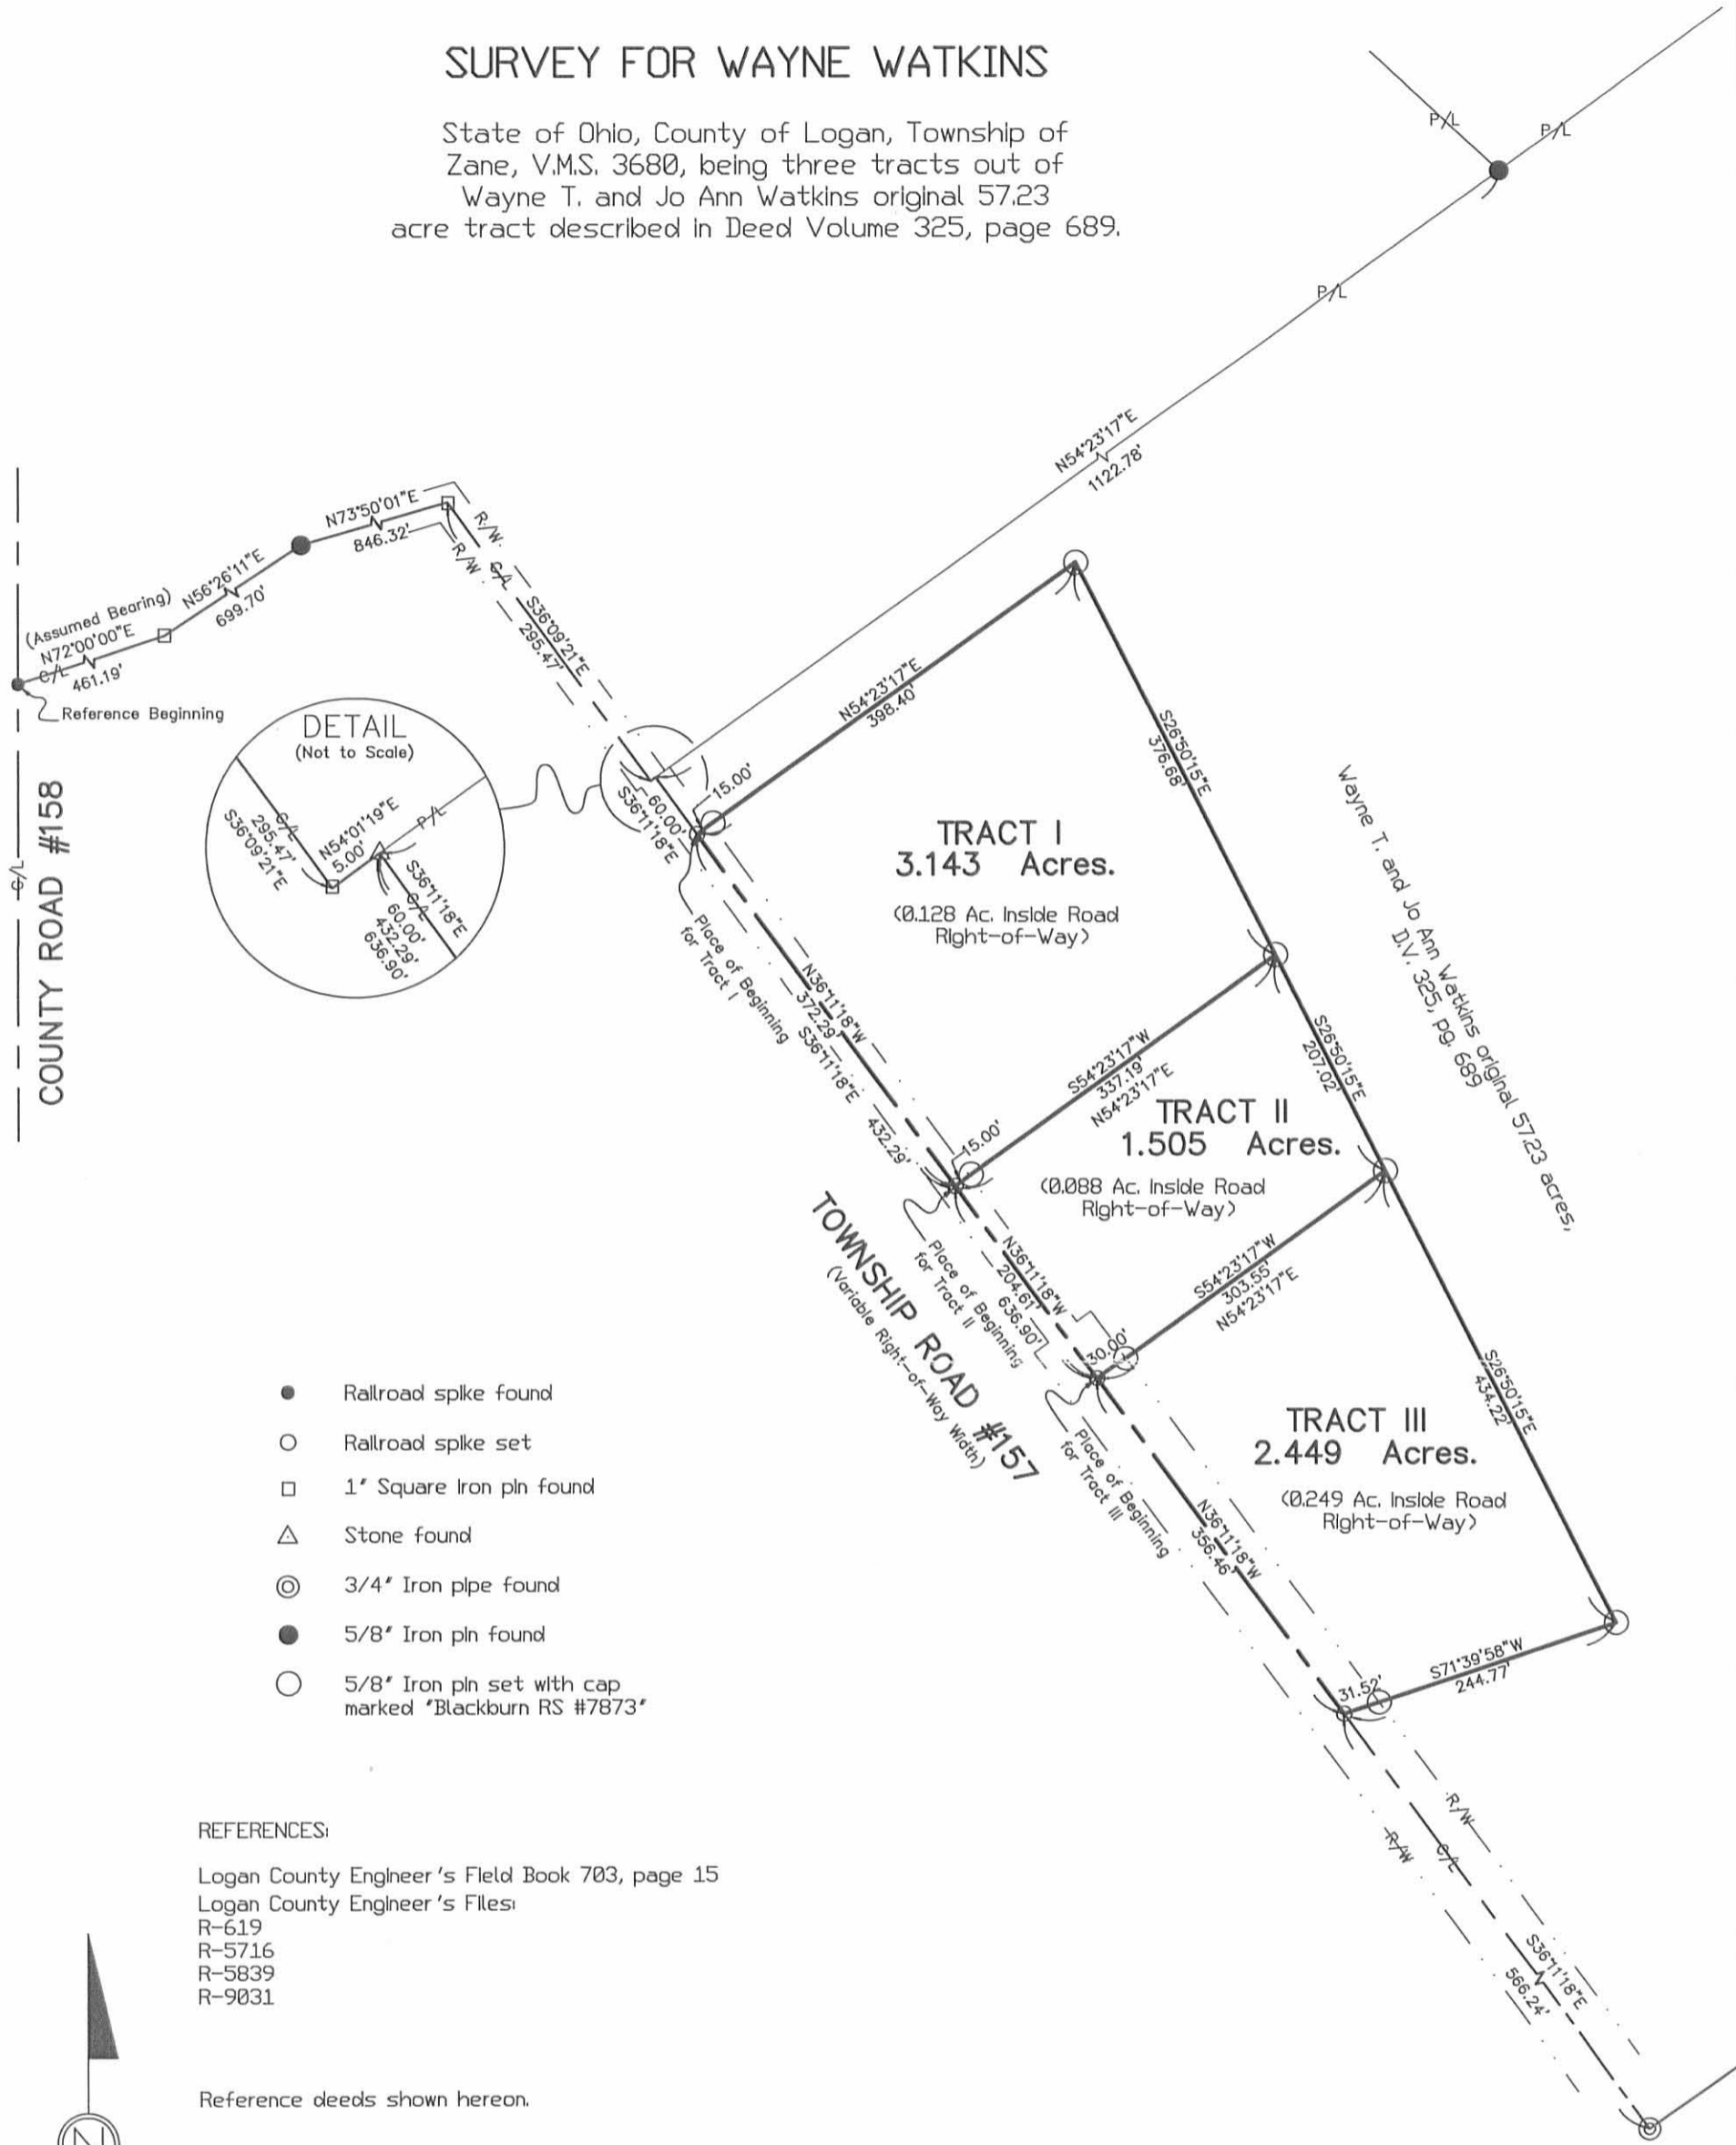 SURVEY FOR WAYNE WATKINS
State of Ohio, County of Logan, Township of
Zane, V.M.S. 3680, being three tracts out of
Wayne T. and Jo Ann Watkins original 57.23
acre tract described in Deed Volume 325, page 689.
P/L
P/L
P/L
N54°23'17"E
1122.78'
N73°50'01"E
846.32'
R/W
R/W
C/L
S36°09'21"E
295.47'
N56°26'11"E
699.70'
(Assumed Bearing)
N72°00'00"E
C/L
461.19'
Reference Beginning
C/L
COUNTY ROAD #158
DETAIL
(Not to Scale)
C/L
295.47'
S36°09'21"E
N54°01'19"E
5.00'
P/L
S36°11'18"E
C/L
60.00'
432.29'
636.90'
60.00'
S36°11'18"E
15.00'
N54°23'17"E
398.40'
S26°50'15"E
376.68'
TRACT I
3.143 Acres.
(0.128 Ac. Inside Road
Right-of-Way)
Place of Beginning
for Tract I
N36°11'18"W
372.29'
S36°11'18"E
432.29'
Wayne T. and Jo Ann Watkins original 57.23 acres,
D.V. 325, pg. 689
S54°23'17"W
337.19'
N54°23'17"E
S26°50'15"E
207.02'
15.00'
TRACT II
1.505 Acres.
(0.088 Ac. Inside Road
Right-of-Way)
Place of Beginning
for Tract II
N36°11'18"W
204.61'
636.90'
TOWNSHIP ROAD #157
(Variable Right-of-Way Width)
S54°23'17"W
303.55'
N54°23'17"E
30.00'
S26°50'15"E
434.22'
TRACT III
2.449 Acres.
(0.249 Ac. Inside Road
Right-of-Way)
Place of Beginning
for Tract III
N36°11'18"W
356.46'
S71°39'58"W
244.77'
31.52'
R/W
C/L
R/W
S36°11'18"E
566.24'
Railroad spike found
Railroad spike set
1" Square iron pin found
Stone found
3/4" Iron pipe found
5/8" Iron pin found
5/8" Iron pin set with cap
marked "Blackburn RS #7873"
REFERENCES:
Logan County Engineer's Field Book 703, page 15
Logan County Engineer's Files:
R-619
R-5716
R-5839
R-9031
Reference deeds shown hereon.
N